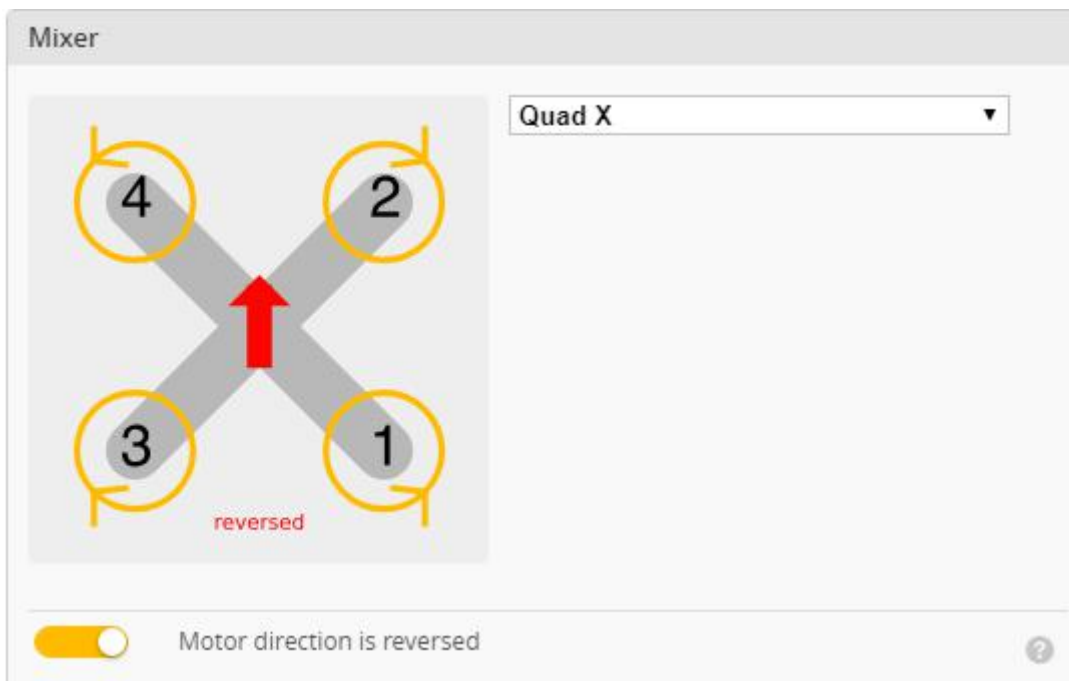 Mixer
Quad X
4 2
3 1
reversed
Motor direction is reversed
?